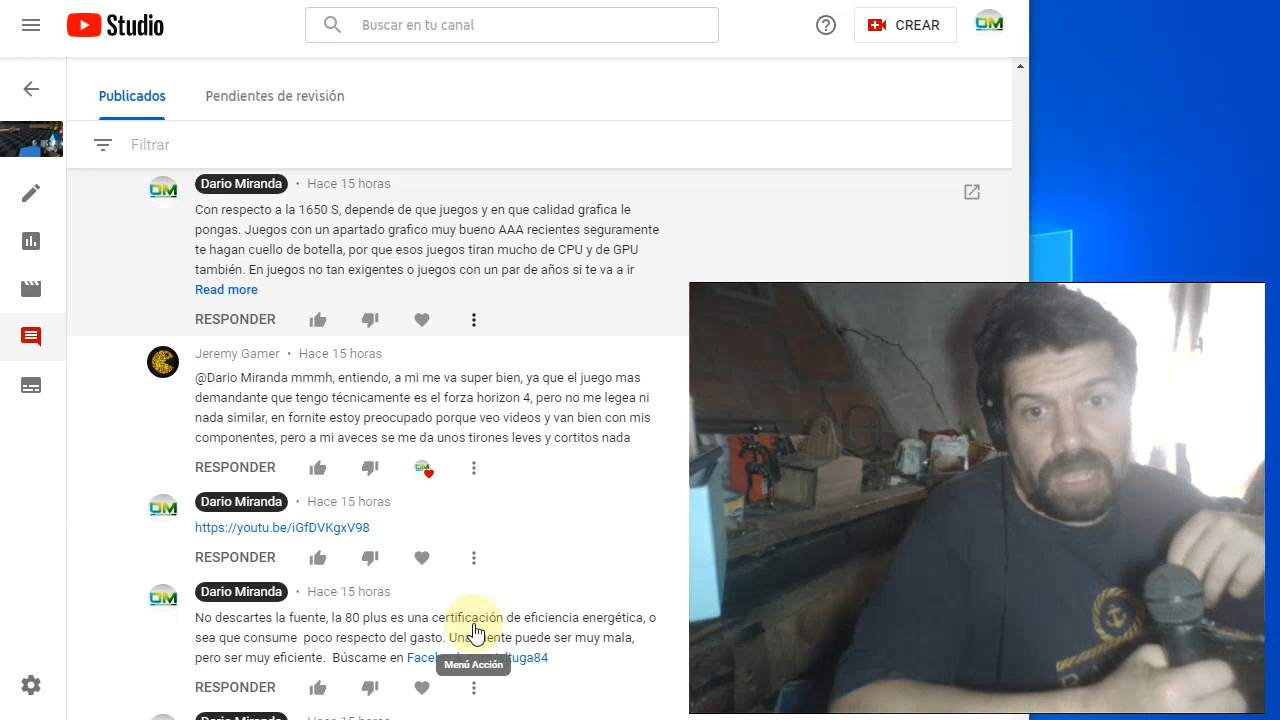 Studio
Buscar en tu canal
CREAR
DM
Publicados
Pendientes de revisión
Filtrar
DM
Dario Miranda • Hace 15 horas
Con respecto a la 1650 S, depende de que juegos y en que calidad grafica le
pongas. Juegos con un apartado grafico muy bueno AAA recientes seguramente
te hagan cuello de botella, por que esos juegos tiran mucho de CPU y de GPU
también. En juegos no tan exigentes o juegos con un par de años si te va a ir
Read more
RESPONDER
Jeremy Gamer • Hace 15 horas
@Dario Miranda mmmh, entiendo, a mi me va super bien, ya que el juego mas
demandante que tengo técnicamente es el forza horizon 4, pero no me legea ni
nada similar, en fornite estoy preocupado porque veo videos y van bien con mis
componentes, pero a mi aveces se me da unos tirones leves y cortitos nada
RESPONDER
DM
Dario Miranda • Hace 15 horas
https://youtu.be/iGfDVKgxV98
RESPONDER
DM
Dario Miranda • Hace 15 horas
No descartes la fuente, la 80 plus es una certificación de eficiencia energética, o
sea que consume poco respecto del gasto. Una puede ser muy mala,
pero ser muy eficiente. Búscame en
Menú Acción
RESPONDER
Dario Miranda